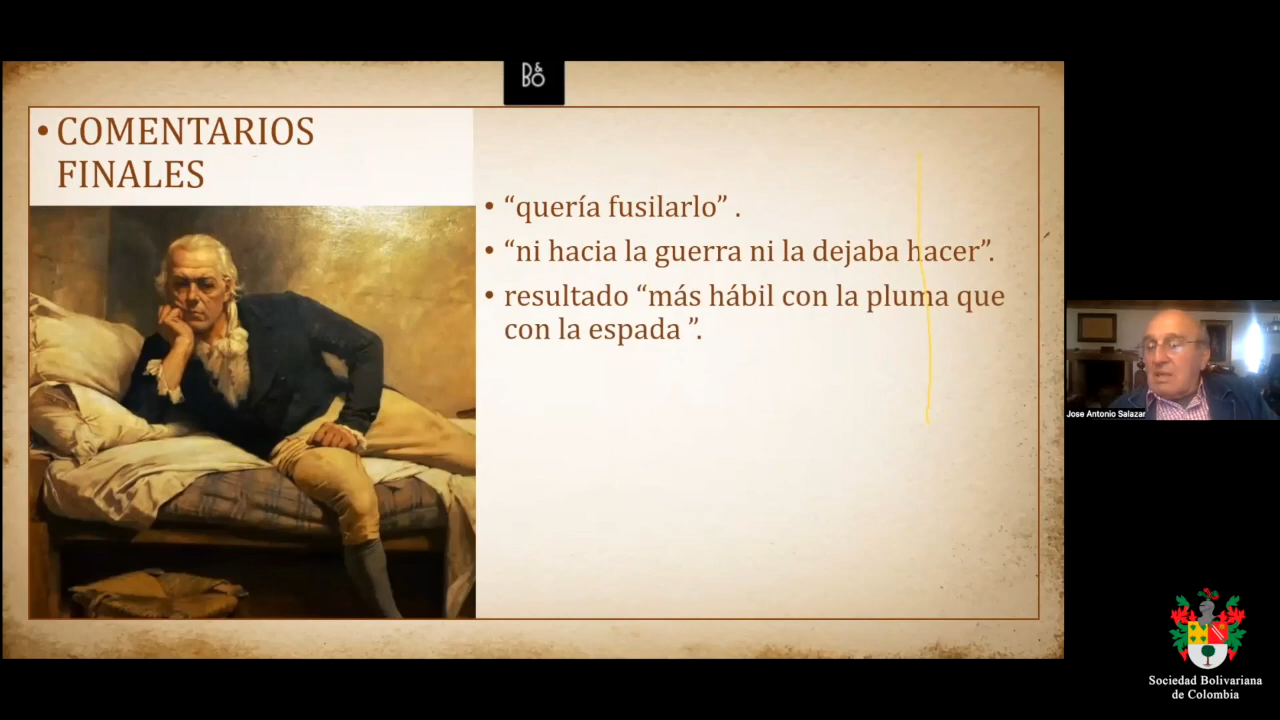 B&O
• COMENTARIOS
FINALES
• “quería fusilarlo” .
• “ni hacia la guerra ni la dejaba hacer”.
• resultado “más hábil con la pluma que
con la espada ”.
Jose Antonio Salazar
Sociedad Bolivariana
de Colombia